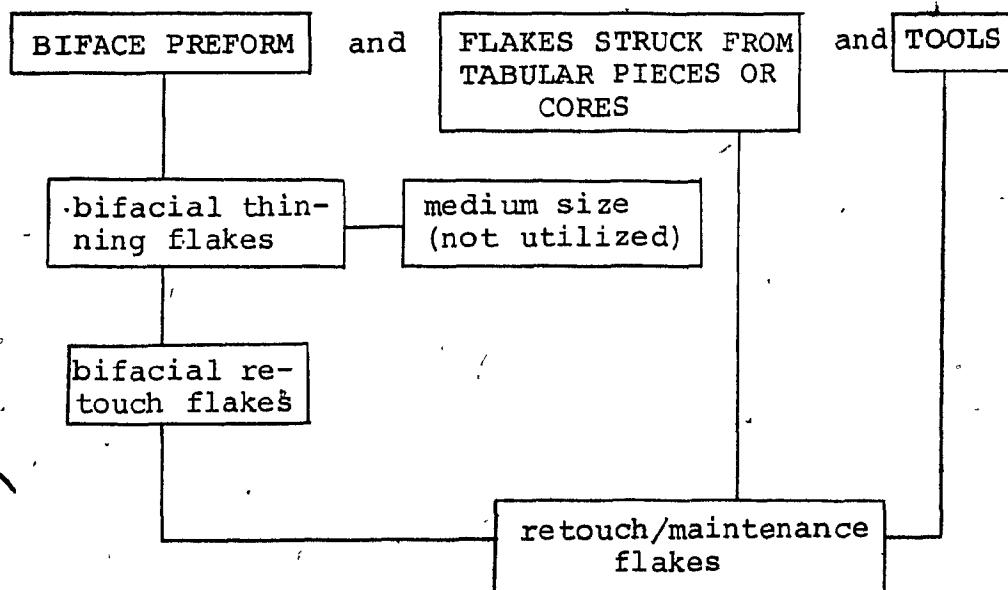 BIFACE PREFORM and FLAKES STRUCK FROM and TOOLS
TABULAR PIECES OR
CORES
bifacial thin-
ning flakes
medium size
(not utilized)
bifacial re-
touch flakes
retouch/maintenance
flakes